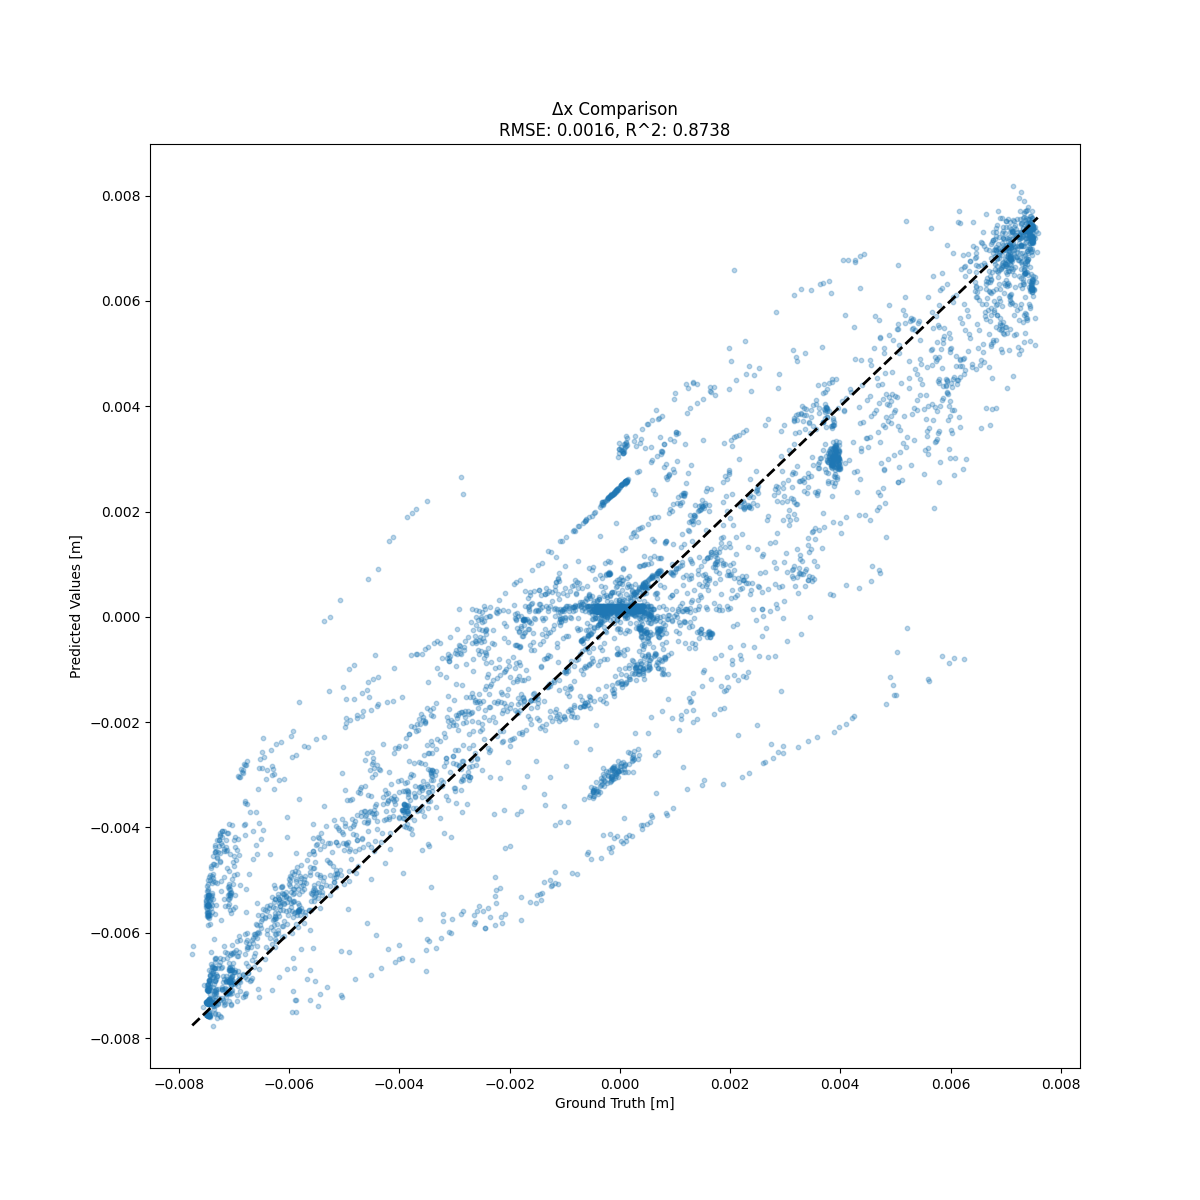 Δx Comparison
RMSE: 0.0016, R^2: 0.8738
0.008
0.006
0.004
0.002
0.000
−0.002
−0.004
−0.006
−0.008
Predicted Values [m]
−0.008 −0.006 −0.004 −0.002 0.000 0.002 0.004 0.006 0.008
Ground Truth [m]